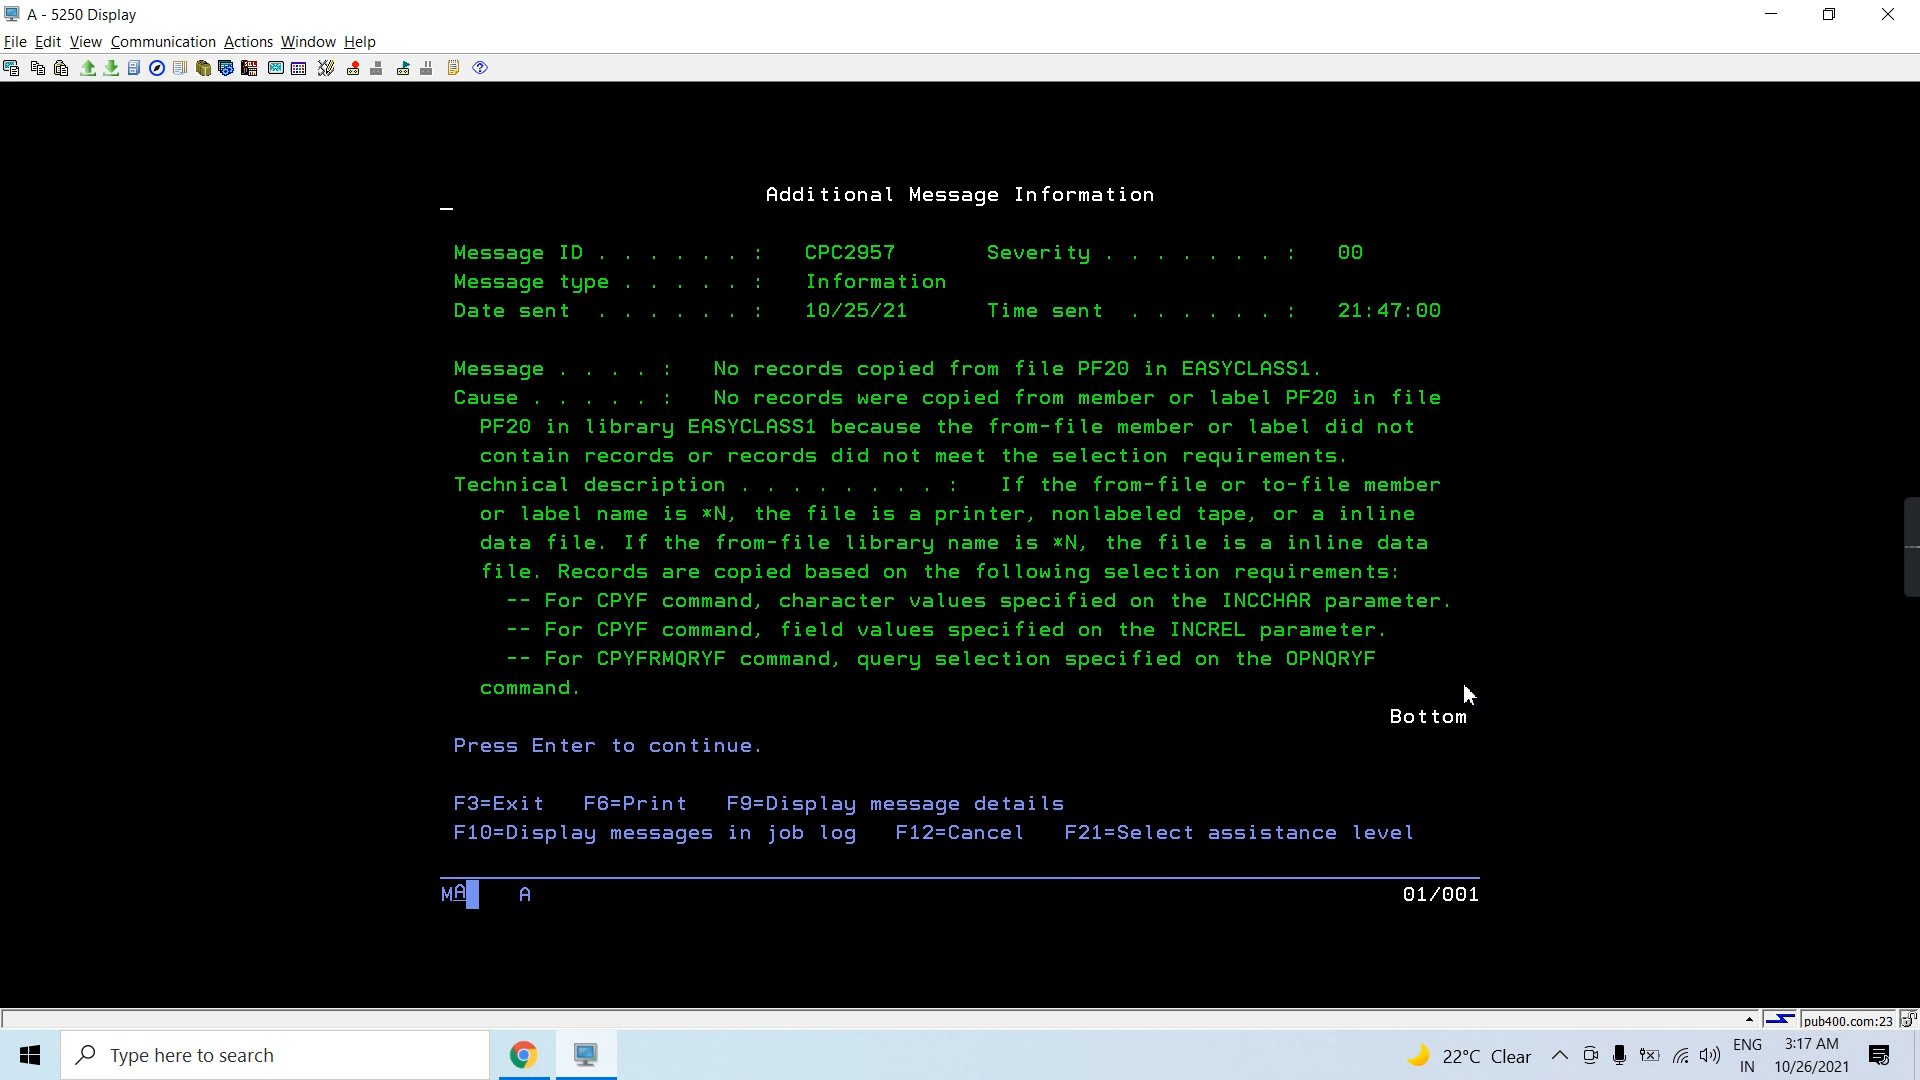 A - 5250 Display
File Edit View Communication Actions Window Help
Additional Message Information
Message ID . . . . . . :   CPC2957       Severity . . . . . . . :   00
Message type . . . . . :   Information
Date sent  . . . . . . :   10/25/21      Time sent  . . . . . . :   21:47:00
Message . . . . :   No records copied from file PF20 in EASYCLASS1.
Cause . . . . . :   No records were copied from member or label PF20 in file
PF20 in library EASYCLASS1 because the from-file member or label did not
contain records or records did not meet the selection requirements.
Technical description . . . . . . . . :   If the from-file or to-file member
or label name is *N, the file is a printer, nonlabeled tape, or a inline
data file. If the from-file library name is *N, the file is a inline data
file. Records are copied based on the following selection requirements:
-- For CPYF command, character values specified on the INCCHAR parameter.
-- For CPYF command, field values specified on the INCREL parameter.
-- For CPYFRMQRYF command, query selection specified on the OPNQRYF
command.
Bottom
Press Enter to continue.
F3=Exit   F6=Print   F9=Display message details
F10=Display messages in job log   F12=Cancel   F21=Select assistance level
MA   A   01/001
pub400.com:23
Type here to search
22°C Clear
ENG
IN
3:17 AM
10/26/2021